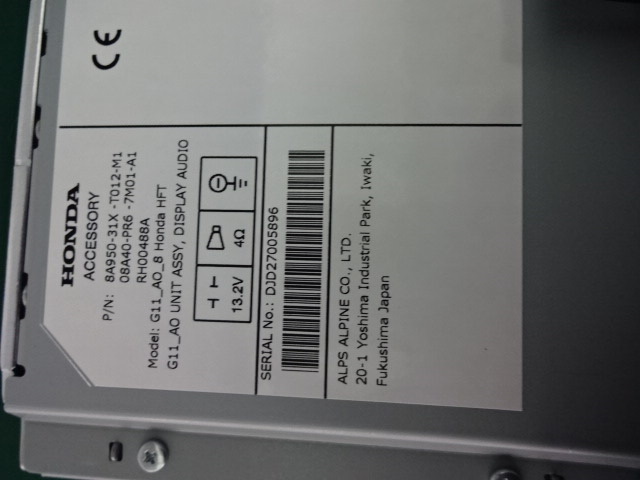 CE
HONDA
ACCESSORY
P/N: 8A950-31X -T012-M1
08A40-PR6 -7M01-A1
RH00488A
Model: G11_AO_8 Honda HFT
G11_AO UNIT ASSY, DISPLAY AUDIO
13.2V 4Ω
SERIAL No.: DJD27005896
ALPS ALPINE CO., LTD.
20-1 Yoshima Industrial Park, Iwaki,
Fukushima Japan